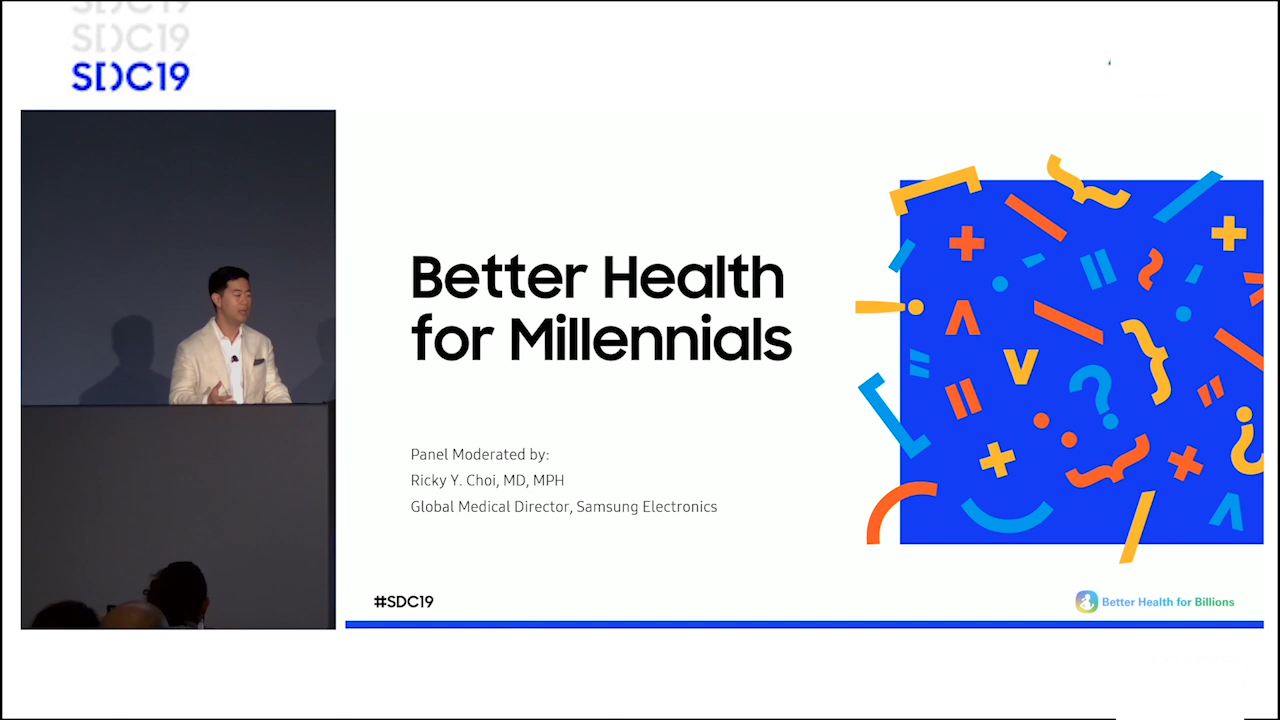 SDC19
SDC19
SDC19
Better Health
for Millennials
Panel Moderated by:
Ricky Y. Choi, MD, MPH
Global Medical Director, Samsung Electronics
#SDC19
Better Health for Billions